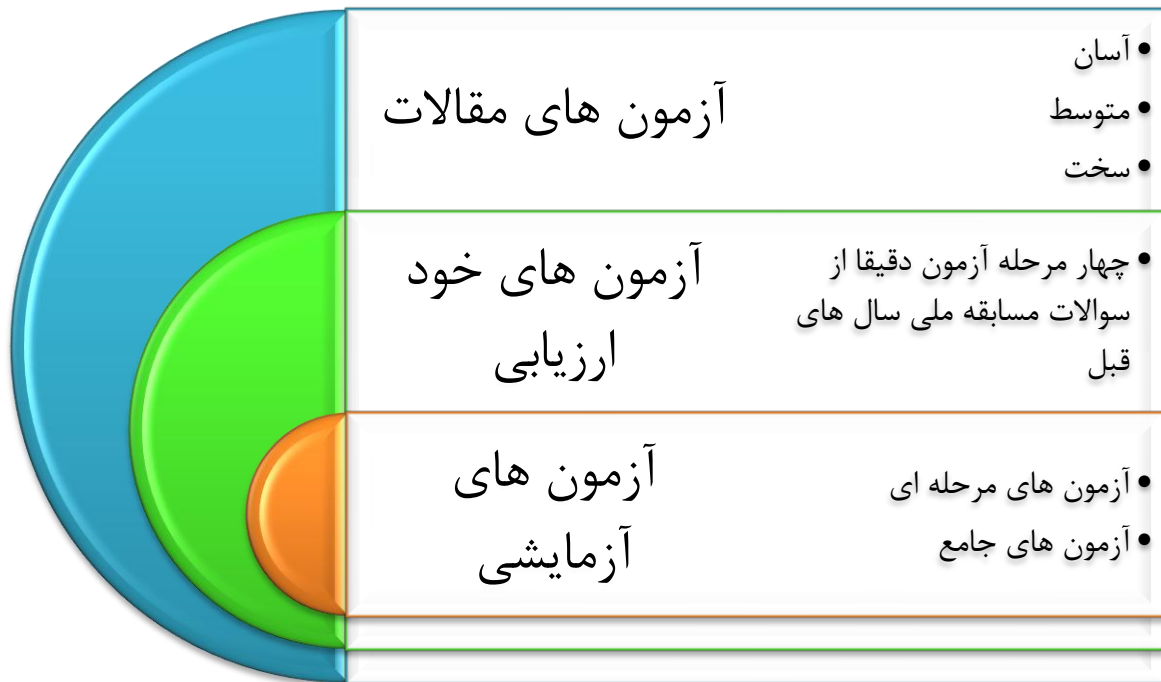 آزمون های مقالات
• آسان
• متوسط
• سخت
آزمون های خود
ارزیابی
• چهار مرحله آزمون دقیقا از
سوالات مسابقه ملی سال های
قبل
آزمون های
آزمایشی
• آزمون های مرحله ای
• آزمون های جامع